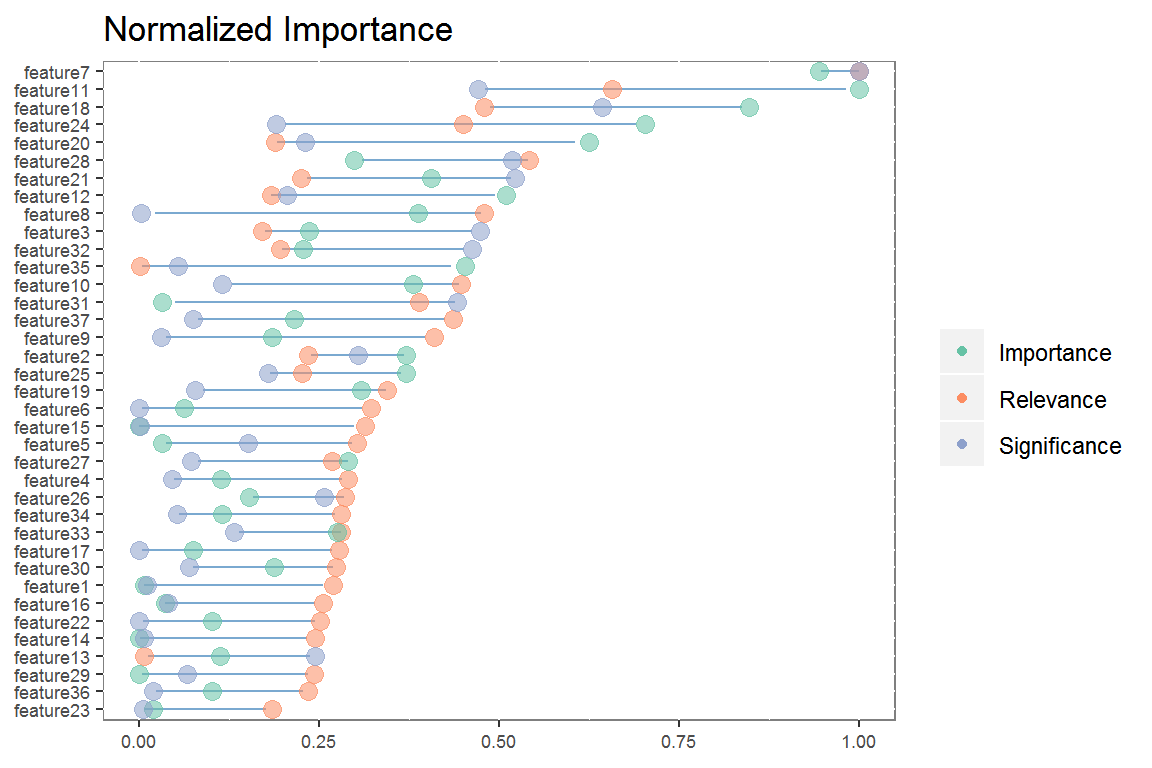 Normalized Importance
feature7
feature11
feature18
feature24
feature20
feature28
feature21
feature12
feature8
feature3
feature32
feature35
feature10
feature31
feature37
feature9
feature2
feature25
feature19
feature6
feature15
feature5
feature27
feature4
feature26
feature34
feature33
feature17
feature30
feature1
feature16
feature22
feature14
feature13
feature29
feature36
feature23
0.00 0.25 0.50 0.75 1.00
Importance
Relevance
Significance